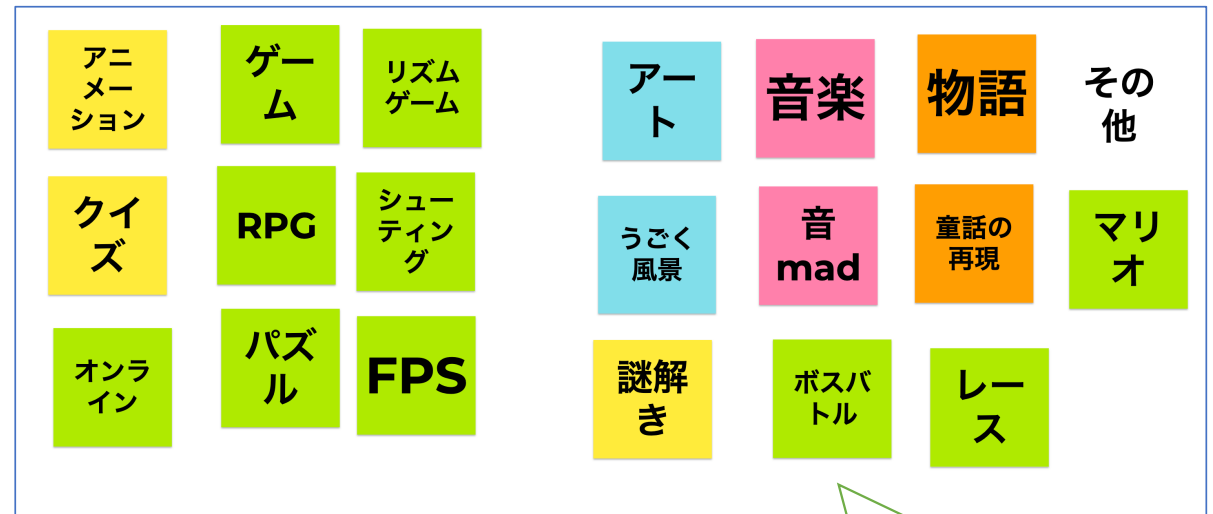 アニ
メー
ション
ゲー
ム
リズム
ゲーム
アー
ト
音楽
物語
その
他
クイ
ズ
RPG
シュー
ティン
グ
うごく
風景
音
mad
童話の
再現
マリ
オ
オンラ
イン
パズ
ル
FPS
謎解
き
ボスバ
トル
レー
ス